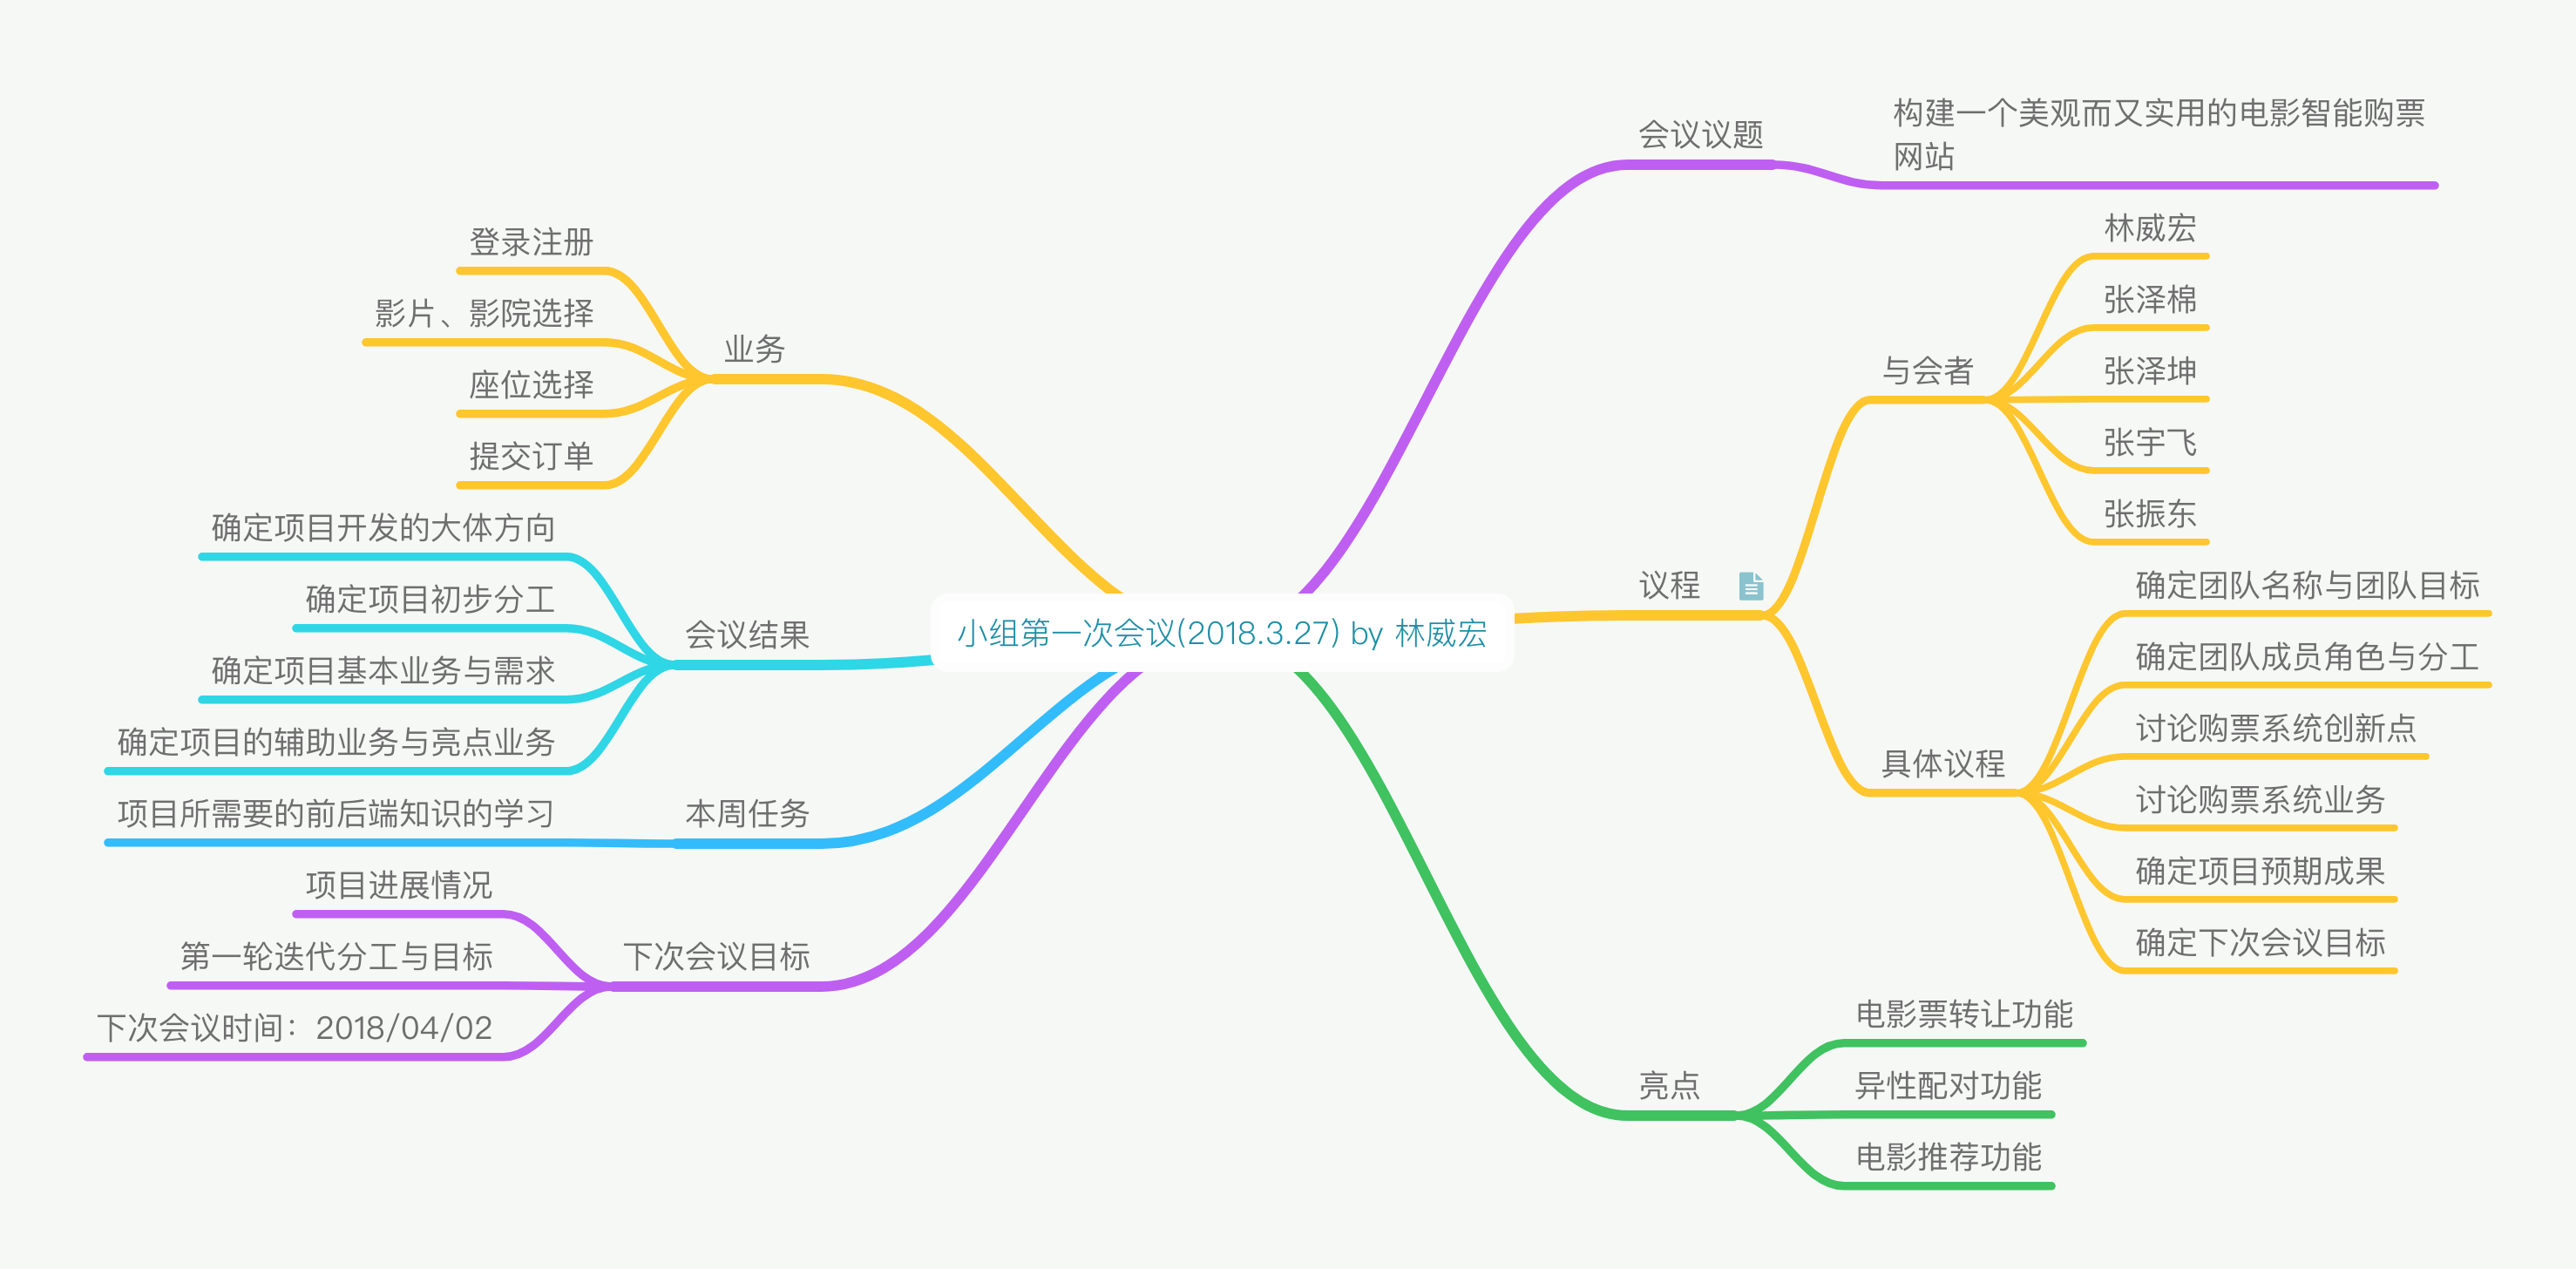 小组第一次会议(2018.3.27) by 林威宏
会议议题
构建一个美观而又实用的电影智能购票
网站
议程
与会者
林威宏
张泽棉
张泽坤
张宇飞
张振东
具体议程
确定团队名称与团队目标
确定团队成员角色与分工
讨论购票系统创新点
讨论购票系统业务
确定项目预期成果
确定下次会议目标
亮点
电影票转让功能
异性配对功能
电影推荐功能
业务
登录注册
影片、影院选择
座位选择
提交订单
会议结果
确定项目开发的大体方向
确定项目初步分工
确定项目基本业务与需求
确定项目的辅助业务与亮点业务
本周任务
项目所需要的前后端知识的学习
下次会议目标
项目进展情况
第一轮迭代分工与目标
下次会议时间：2018/04/02